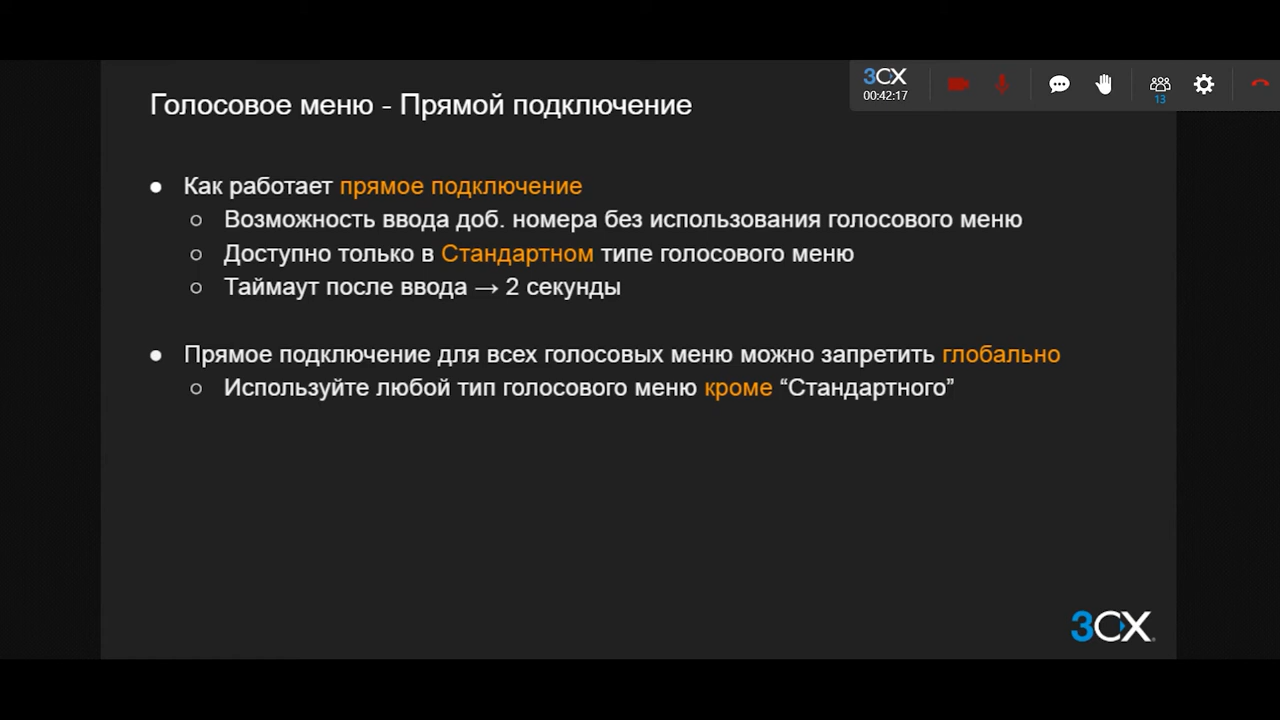 3CX
00:42:17
13
Голосовое меню - Прямой подключение
● Как работает прямое подключение
○ Возможность ввода доб. номера без использования голосового меню
○ Доступно только в Стандартном типе голосового меню
○ Таймаут после ввода → 2 секунды
● Прямое подключение для всех голосовых меню можно запретить глобально
○ Используйте любой тип голосового меню кроме “Стандартного”
3CX